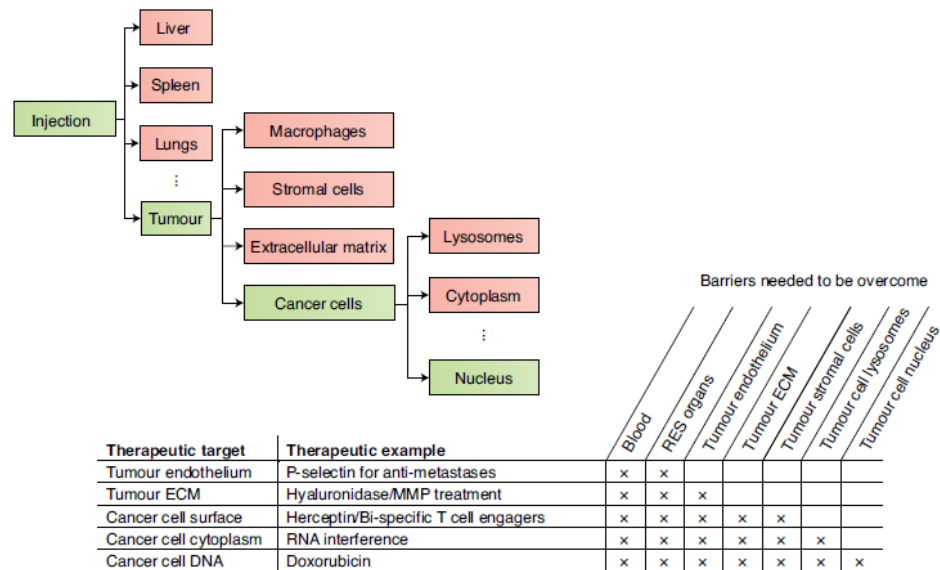 Liver
Spleen
Injection
Lungs
⋮
Tumour
Macrophages
Stromal cells
Extracellular matrix
Cancer cells
Lysosomes
Cytoplasm
⋮
Nucleus
Barriers needed to be overcome
Blood
RES organs
Tumour endothelium
Tumour ECM
Tumour stromal cells
Tumour cell lysosomes
Tumour cell nucleus
Therapeutic target Therapeutic example
Tumour endothelium P-selectin for anti-metastases × ×
Tumour ECM Hyaluronidase/MMP treatment × × ×
Cancer cell surface Herceptin/Bi-specific T cell engagers × × × × ×
Cancer cell cytoplasm RNA interference × × × × × ×
Cancer cell DNA Doxorubicin × × × × × × ×